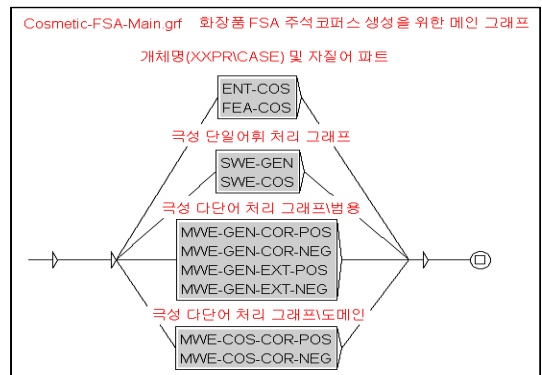 Cosmetic-FSA-Main.grf 화장품 FSA 주석코퍼스 생성을 위한 메인 그래프
개체명(XXPR\CASE) 및 자질어 파트
ENT-COS
FEA-COS
극성 단일어휘 처리 그래프
SWE-GEN
SWE-COS
극성 다단어 처리 그래프\범용
MWE-GEN-COR-POS
MWE-GEN-COR-NEG
MWE-GEN-EXT-POS
MWE-GEN-EXT-NEG
극성 다단어 처리 그래프\도메인
MWE-COS-COR-POS
MWE-COS-COR-NEG